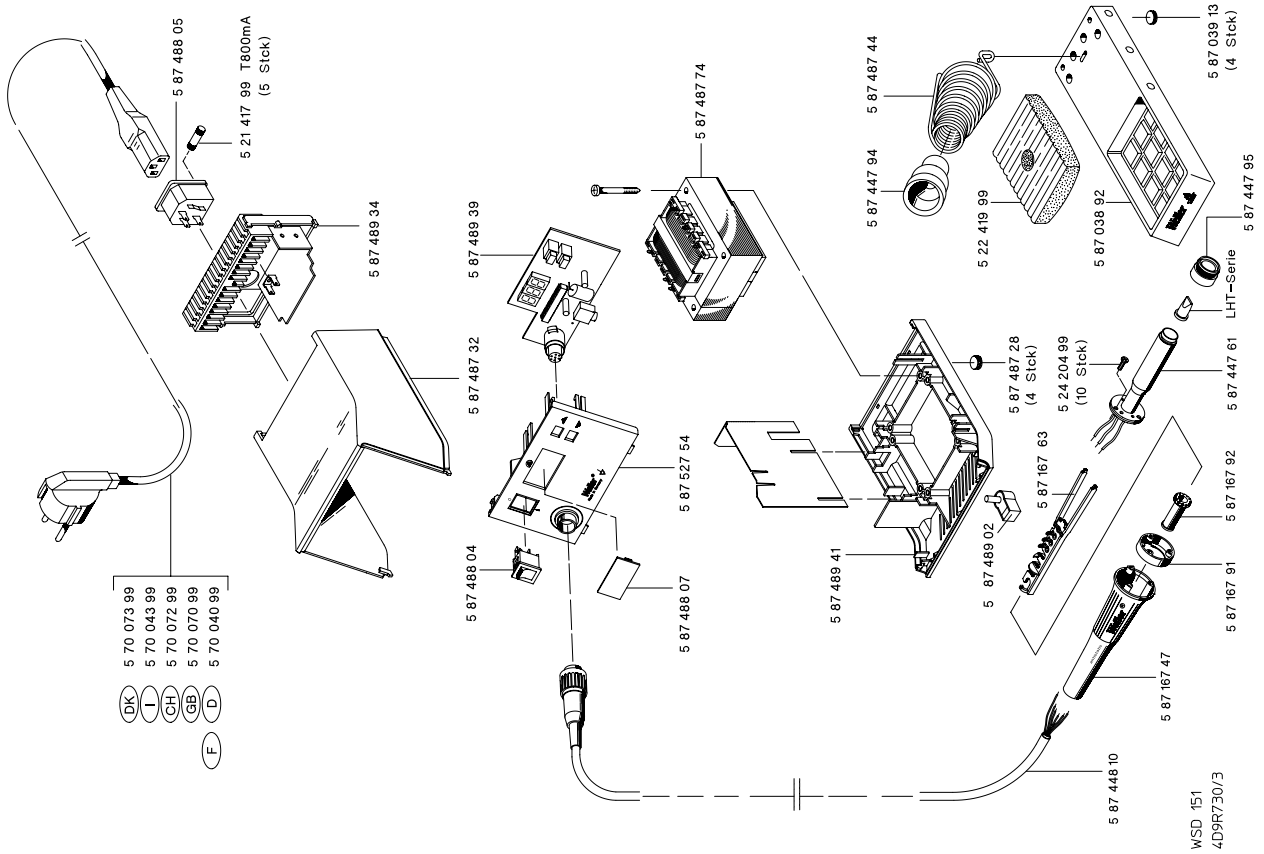 5 87 488 05
5 21 417 99 T800mA
(5 Stck)
5 87 489 34
5 87 487 32
DK 5 70 073 99
I 5 70 043 99
CH 5 70 072 99
GB 5 70 070 99
F D 5 70 040 99
5 87 489 39
5 87 487 74
5 87 527 54
Weller®
5 87 488 04
5 87 488 07
5 87 487 44
5 87 447 94
5 22 419 99
5 87 038 92
Weller
5 87 039 13
(4 Stck)
5 87 447 95
LHT-Serie
5 87 447 61
5 87 487 28
(4 Stck)
5 24 204 99
(10 Stck)
5 87 489 41
5 87 489 02
5 87 167 63
5 87 167 92
5 87 167 91
Weller®
5 87 167 47
5 87 448 10
WSD 151
4D9R730/3